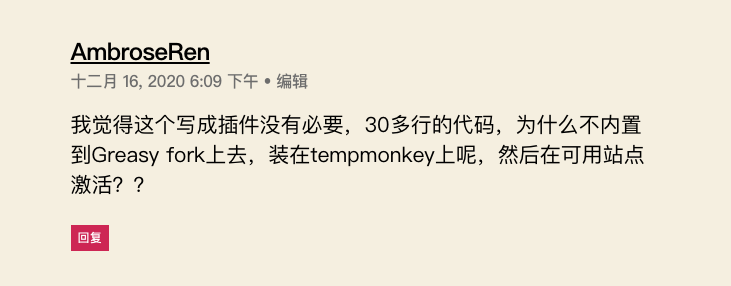 AmbroseRen
十二月 16, 2020 6:09 下午 • 编辑
我觉得这个写成插件没有必要，30多行的代码，为什么不内置
到Greasy fork上去，装在tempmonkey上呢，然后在可用站点
激活？？
回复